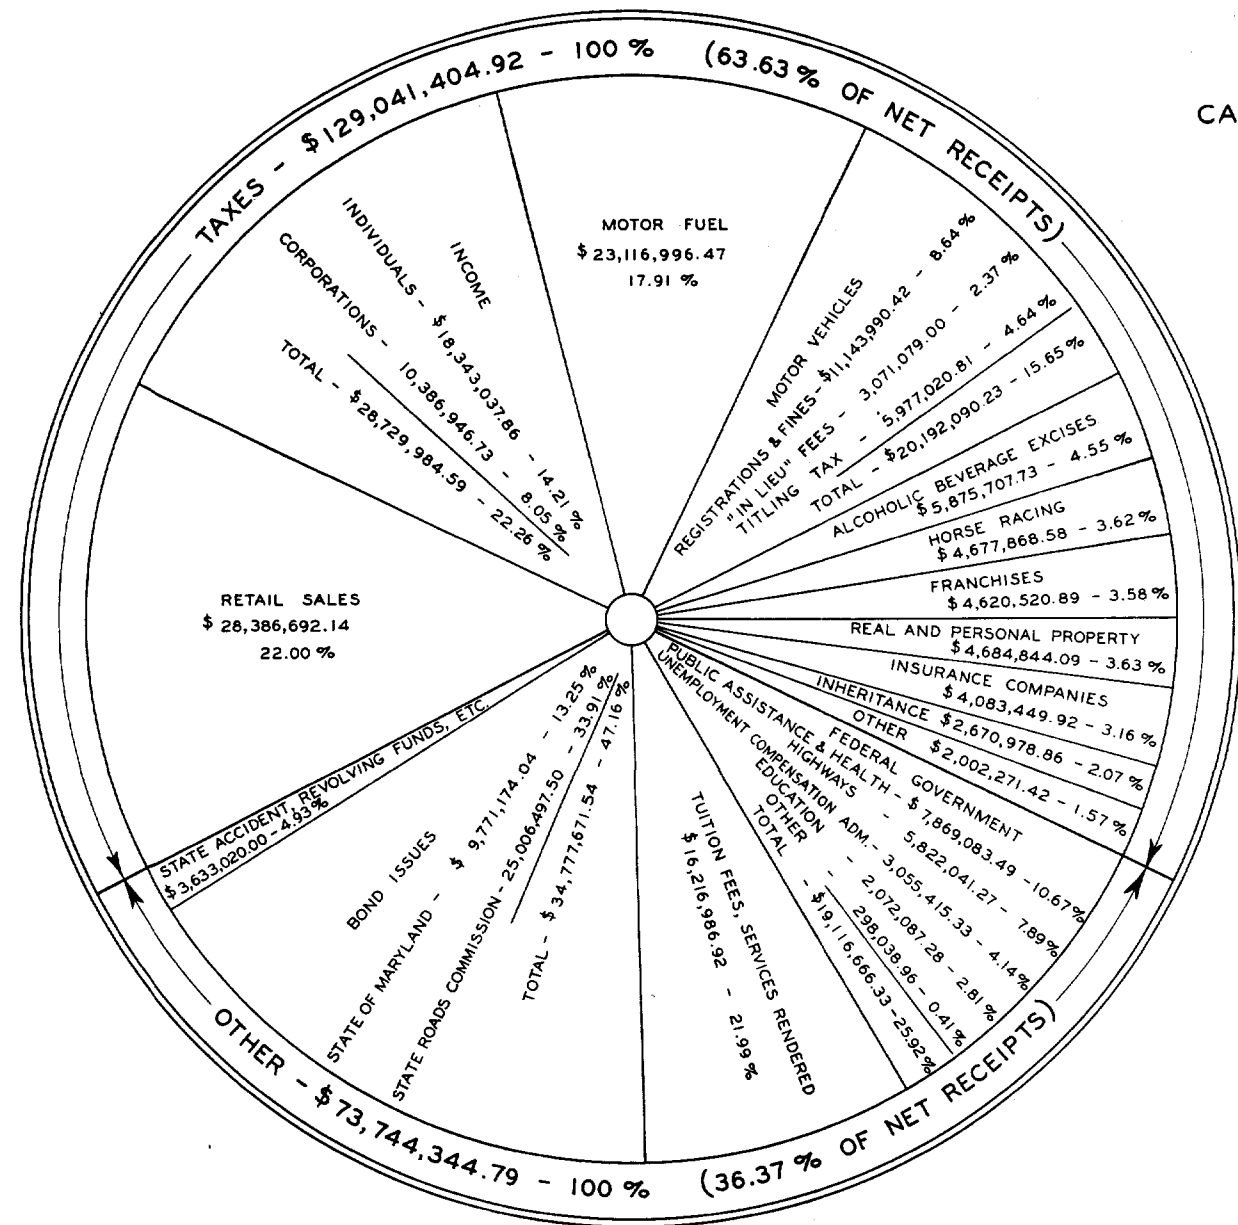 TAXES - $129,041,404.92 - 100 % (63.63 % OF NET RECEIPTS)
CA
INCOME
INDIVIDUALS - $18,343,037.86 - 14.21 %
CORPORATIONS - 10,386,946.73 - 8.05 %
TOTAL - $28,729,984.59 - 22.26 %
MOTOR FUEL
$23,116,996.47
17.91 %
MOTOR VEHICLES
REGISTRATIONS & FINES - $11,143,990.42 - 8.64 %
"IN LIEU" FEES - 3,071,079.00 - 2.37 %
TITLING TAX - 5,977,020.81 - 4.64 %
TOTAL - $20,192,090.23 - 15.65 %
ALCOHOLIC BEVERAGE EXCISES
$5,875,707.73 - 4.55 %
HORSE RACING
$4,677,868.58 - 3.62 %
FRANCHISES
$4,620,520.89 - 3.58 %
REAL AND PERSONAL PROPERTY
$4,684,844.09 - 3.63 %
INSURANCE COMPANIES
$4,083,449.92 - 3.16 %
INHERITANCE $2,670,978.86 - 2.07 %
OTHER $2,002,271.42 - 1.57 %
RETAIL SALES
$28,386,692.14
22.00 %
STATE ACCIDENT, REVOLVING FUNDS, ETC.
$3,633,020.00 - 4.93 %
BOND ISSUES
STATE OF MARYLAND - $9,771,174.04 - 13.25 %
STATE ROADS COMMISSION - 25,006,497.50 - 33.91 %
TOTAL - $34,777,671.54 - 47.16 %
TUITION FEES, SERVICES RENDERED
$16,216,986.92 - 21.99 %
FEDERAL GOVERNMENT
PUBLIC ASSISTANCE & HEALTH - $7,869,083.49 - 10.67 %
HIGHWAYS - 5,822,041.27 - 7.89 %
UNEMPLOYMENT COMPENSATION ADM. - 3,055,415.33 - 4.14 %
EDUCATION - 2,072,087.28 - 2.81 %
OTHER - 298,038.96 - 0.41 %
TOTAL - $19,116,666.33 - 25.92 %
OTHER - $73,744,344.79 - 100 % (36.37 % OF NET RECEIPTS)